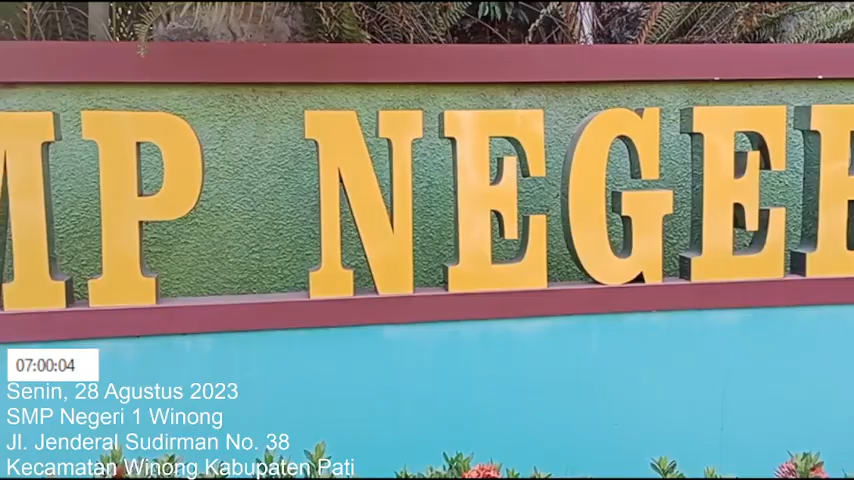 MP NEGER
07:00:04
Senin, 28 Agustus 2023
SMP Negeri 1 Winong
Jl. Jenderal Sudirman No. 38
Kecamatan Winong Kabupaten Pati